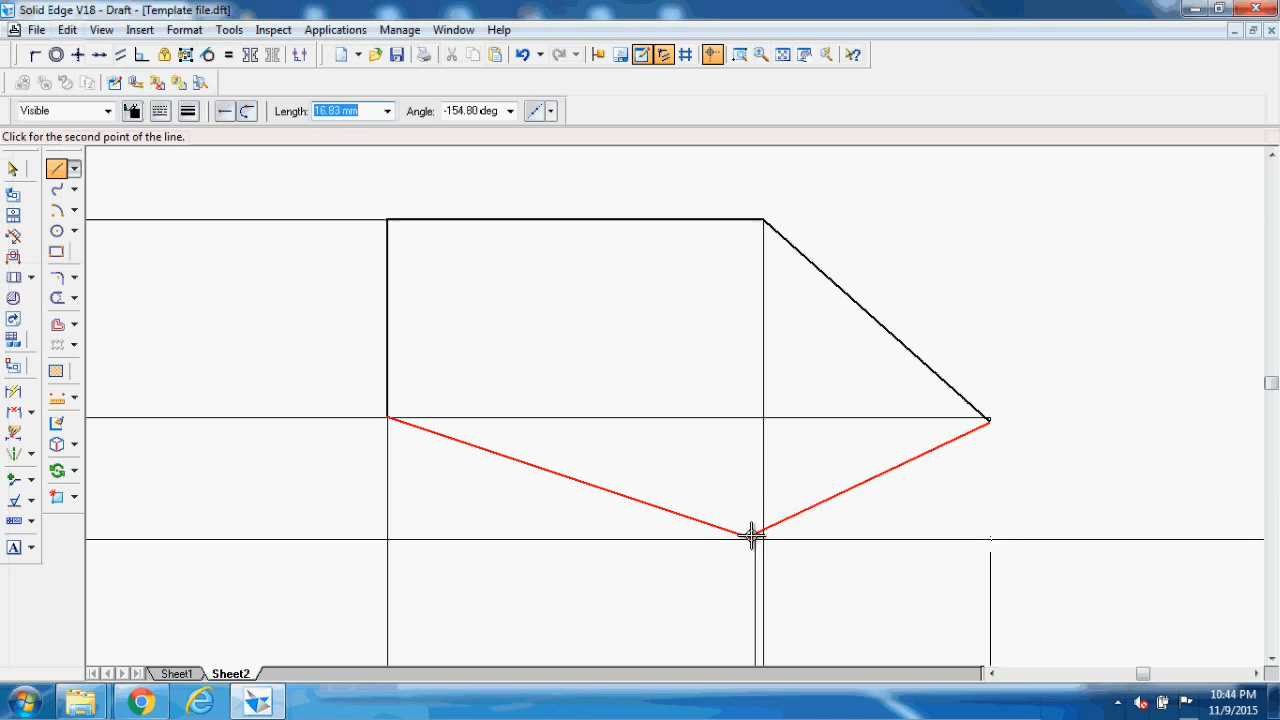 Solid Edge V18 - Draft - [Template file.dft]
File Edit View Insert Format Tools Inspect Applications Manage Window Help
Visible Length: 16.83 mm Angle: -154.80 deg
Click for the second point of the line.
A
Sheet1 Sheet2
10:44 PM
11/9/2015